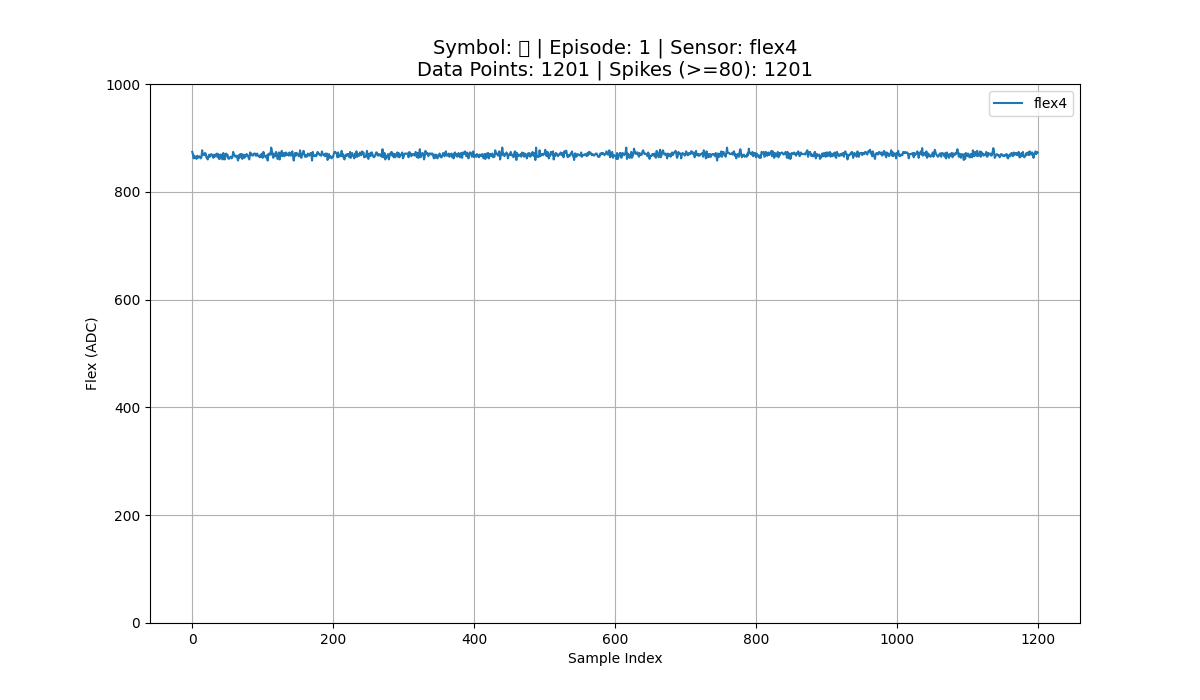 Symbol: | Episode: 1 | Sensor: flex4
Data Points: 1201 | Spikes (>=80): 1201
flex4
1000
800
600
400
200
0
Flex (ADC)
0 200 400 600 800 1000 1200
Sample Index